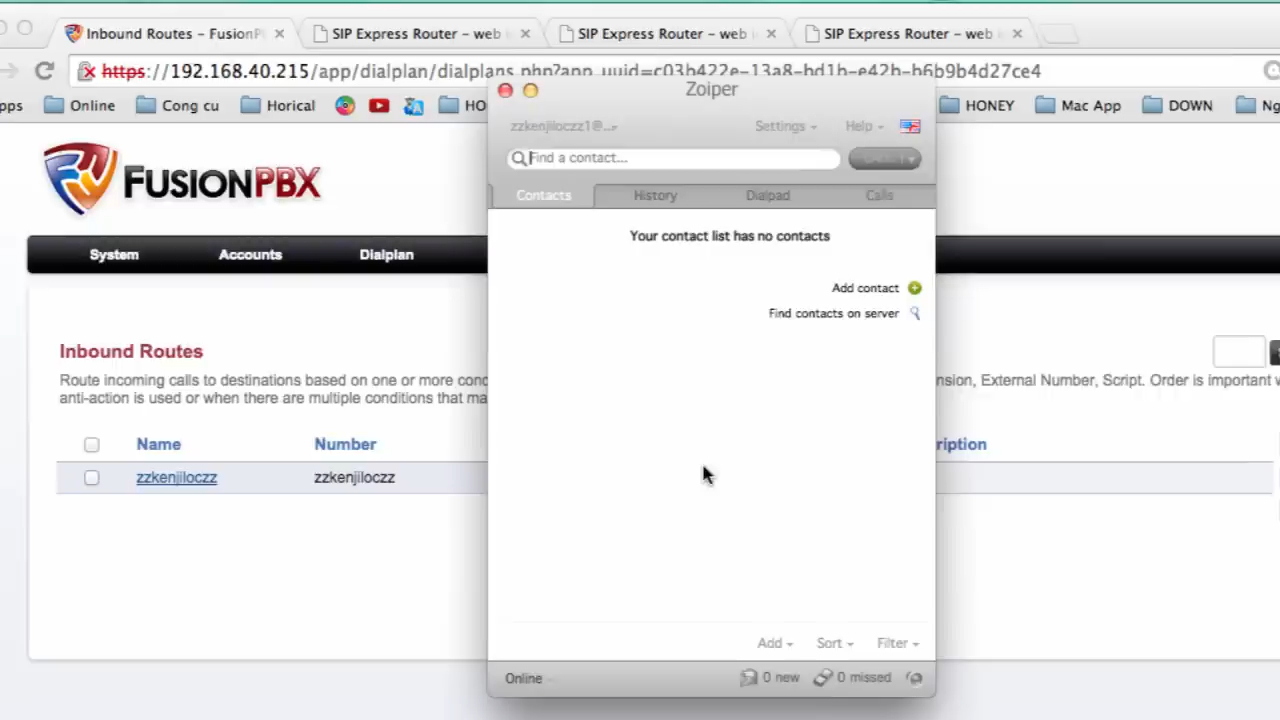 Inbound Routes – FusionP
SIP Express Router – web
SIP Express Router – web
SIP Express Router – web
https://192.168.40.215/app/dialplan/dialplans.php?app_uuid=c03b422e-13a8-bd1b-e42b-b6b9b4d27ce4
pps
Online
Cong cu
Horical
HO
HONEY
Mac App
DOWN
Ng
FUSIONPBX
System
Accounts
Dialplan
Inbound Routes
Route incoming calls to destinations based on one or more cond
nsion, External Number, Script. Order is important w
anti-action is used or when there are multiple conditions that ma
Name
Number
ription
zzkenjiloczz
zzkenjiloczz
Zoiper
zzkenjiloczz1@...
Settings
Help
Find a contact...
Contacts
History
Dialpad
Calls
Your contact list has no contacts
Add contact
Find contacts on server
Add
Sort
Filter
Online
0 new
0 missed